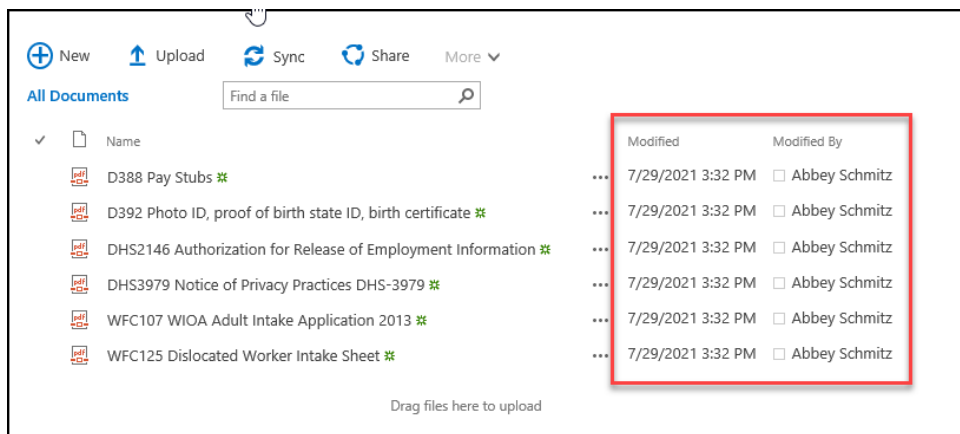 New Upload Sync Share More
All Documents Find a file
Name Modified Modified By
D388 Pay Stubs ... 7/29/2021 3:32 PM Abbey Schmitz
D392 Photo ID, proof of birth state ID, birth certificate ... 7/29/2021 3:32 PM Abbey Schmitz
DHS2146 Authorization for Release of Employment Information ... 7/29/2021 3:32 PM Abbey Schmitz
DHS3979 Notice of Privacy Practices DHS-3979 ... 7/29/2021 3:32 PM Abbey Schmitz
WFC107 WIOA Adult Intake Application 2013 ... 7/29/2021 3:32 PM Abbey Schmitz
WFC125 Dislocated Worker Intake Sheet ... 7/29/2021 3:32 PM Abbey Schmitz
Drag files here to upload